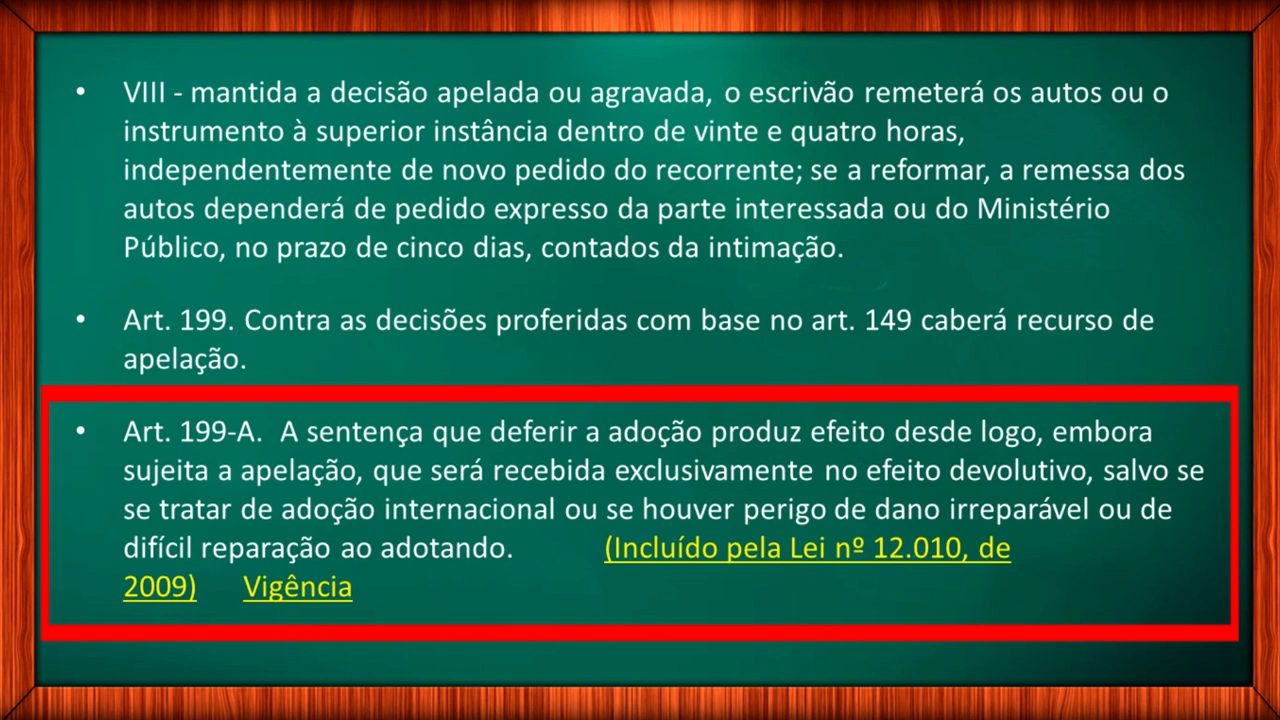 • VIII - mantida a decisão apelada ou agravada, o escrivão remeterá os autos ou o
instrumento à superior instância dentro de vinte e quatro horas,
independentemente de novo pedido do recorrente; se a reformar, a remessa dos
autos dependerá de pedido expresso da parte interessada ou do Ministério
Público, no prazo de cinco dias, contados da intimação.
• Art. 199. Contra as decisões proferidas com base no art. 149 caberá recurso de
apelação.
• Art. 199-A. A sentença que deferir a adoção produz efeito desde logo, embora
sujeita a apelação, que será recebida exclusivamente no efeito devolutivo, salvo se
se tratar de adoção internacional ou se houver perigo de dano irreparável ou de
difícil reparação ao adotando. (Incluído pela Lei nº 12.010, de
2009) Vigência